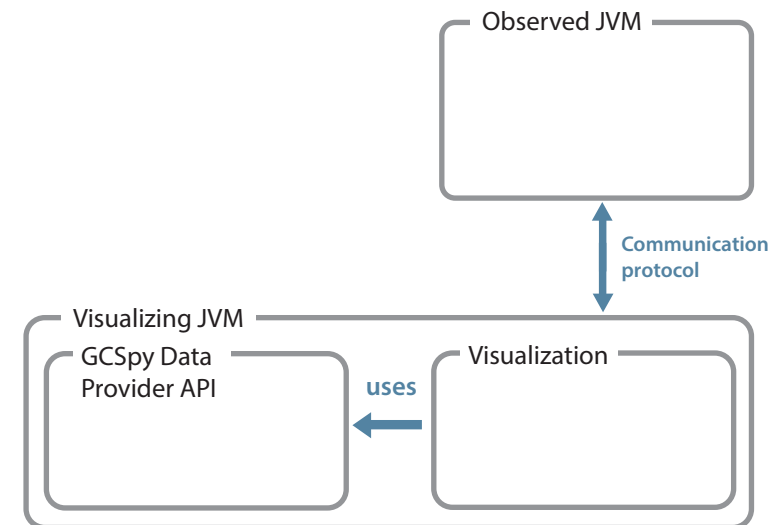 Observed JVM
Communication
protocol
Visualizing JVM
GCSpy Data
Provider API
uses
Visualization